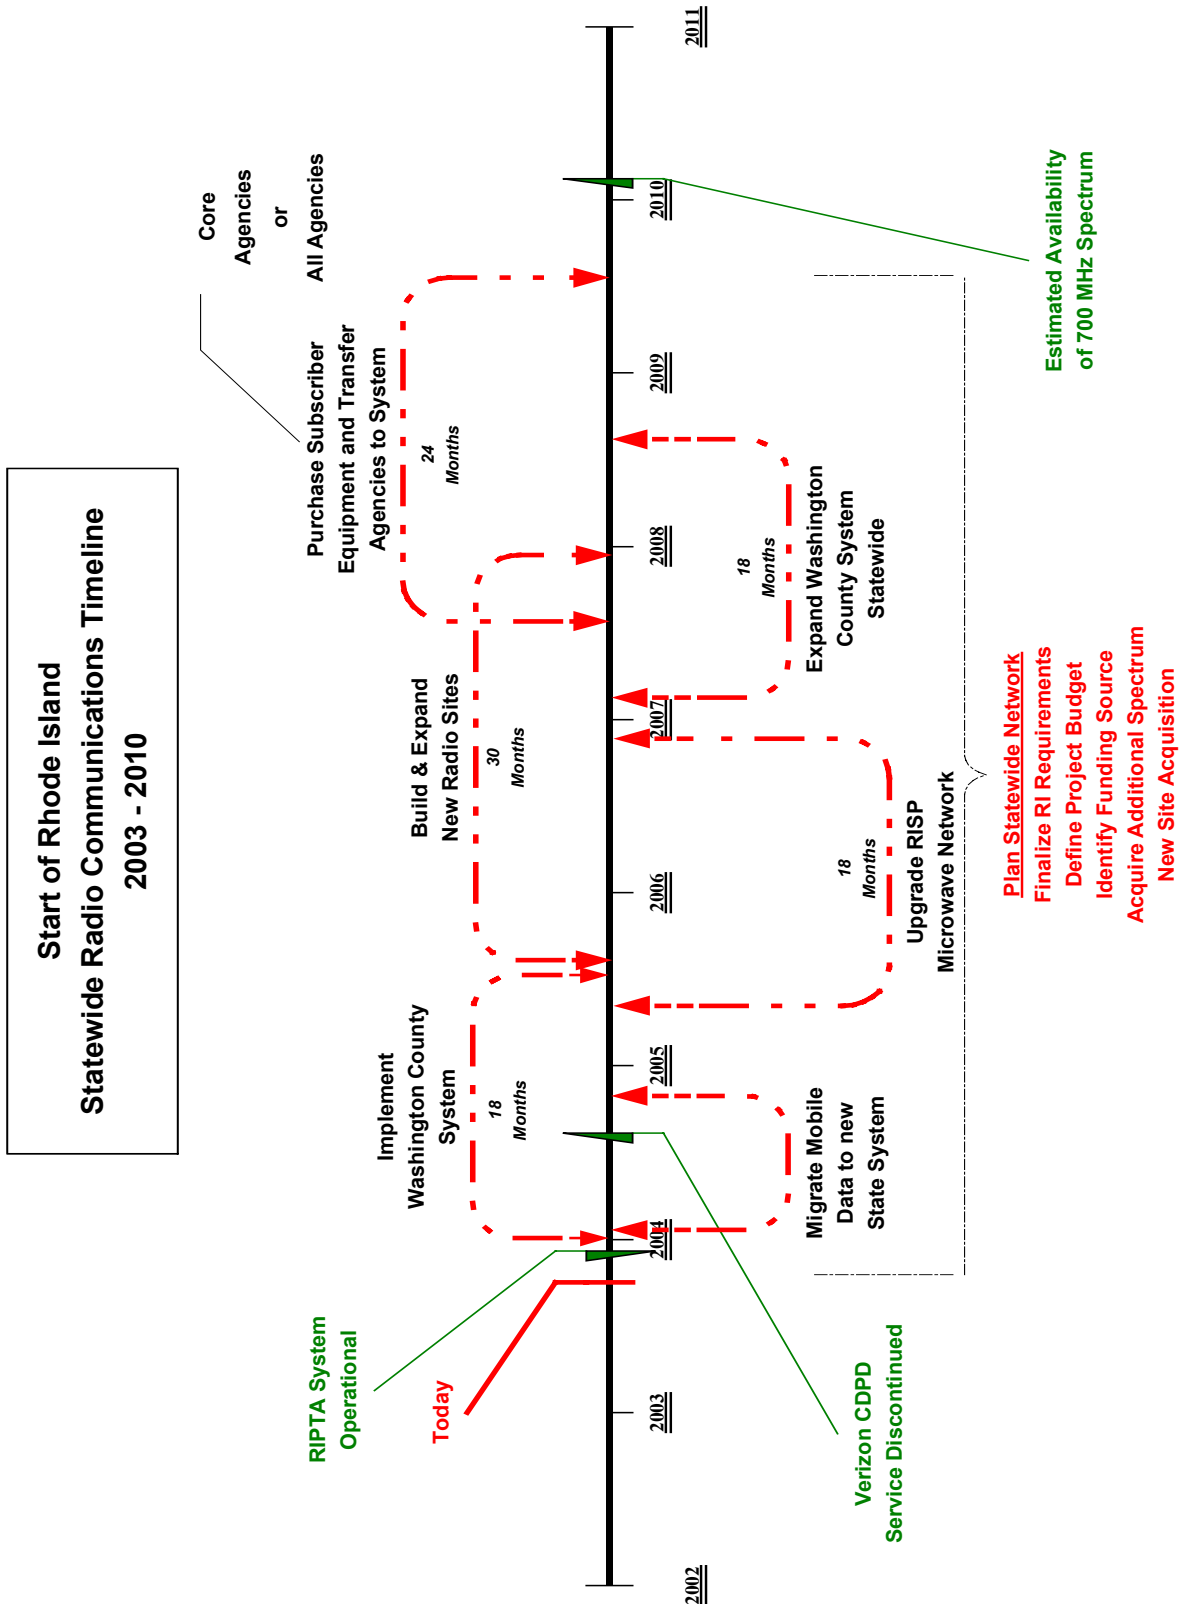 Start of Rhode Island
Statewide Radio Communications Timeline
2003 - 2010
Core
Agencies
or
All Agencies
Purchase Subscriber
Equipment and Transfer
Agencies to System
24
Months
Build & Expand
New Radio Sites
30
Months
Implement
Washington County
System
18
Months
RIPTA System
Operational
Today
2002
2003
2004
2005
2006
2007
2008
2009
2010
2011
Verizon CDPD
Service Discontinued
Migrate Mobile
Data to new
State System
18
Months
Upgrade RISP
Microwave Network
18
Months
Expand Washington
County System
Statewide
Estimated Availability
of 700 MHz Spectrum
Plan Statewide Network
Finalize RI Requirements
Define Project Budget
Identify Funding Source
Acquire Additional Spectrum
New Site Acquisition